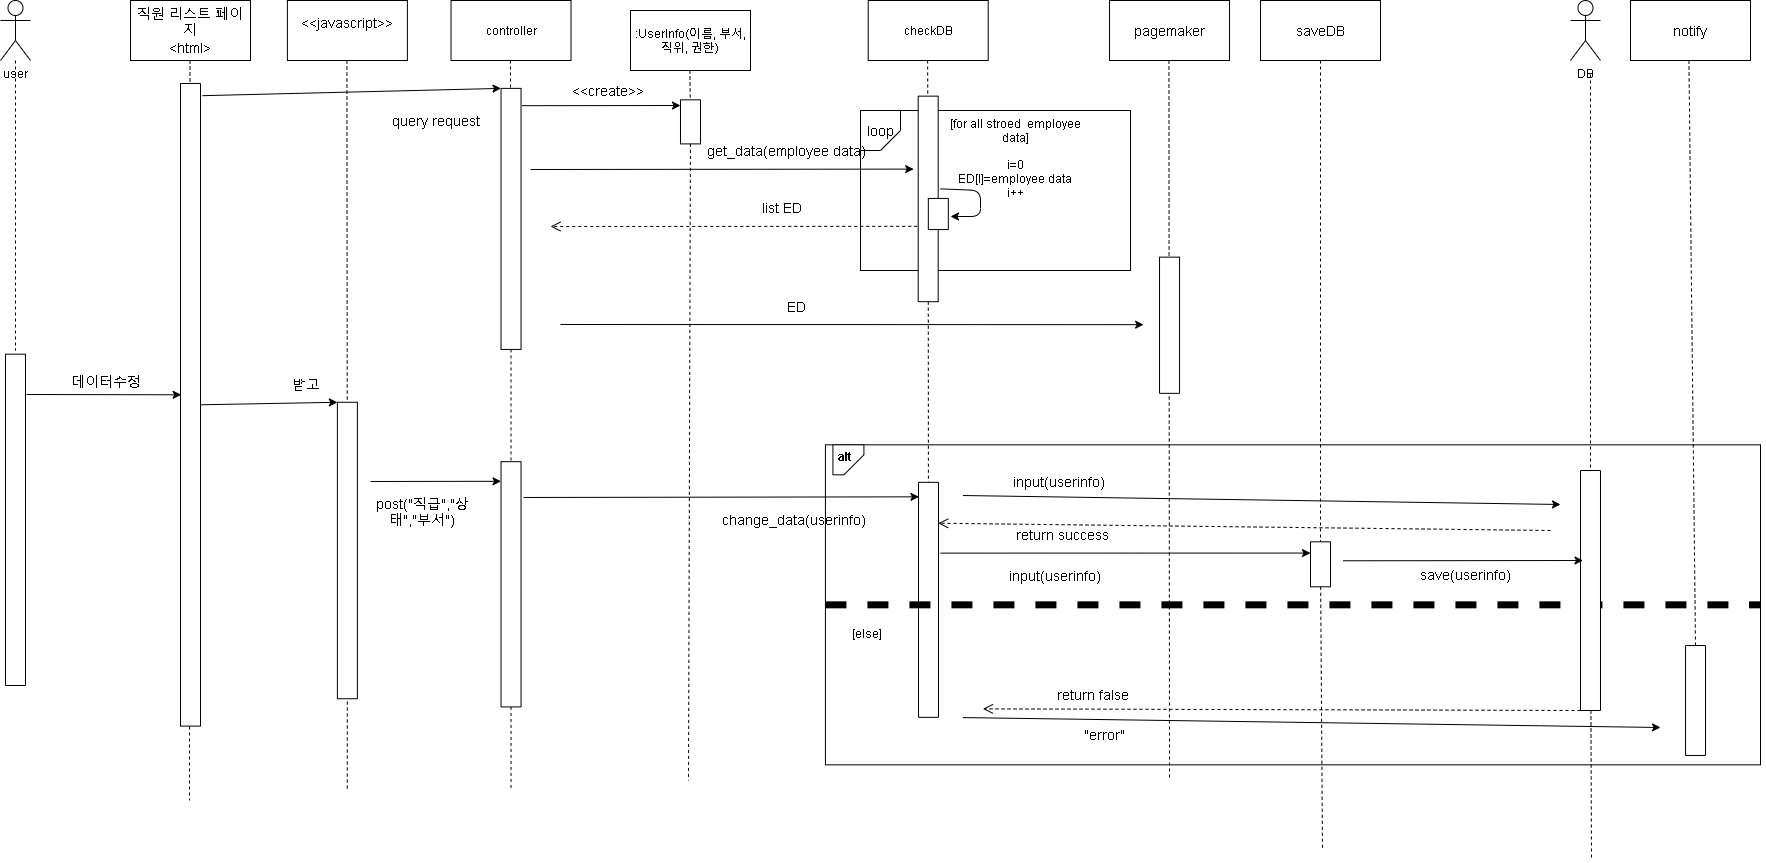 user
직원 리스트 페이
지
<html>
<<javascript>>
controller
:UserInfo(이름, 부서,
직위, 권한)
checkDB
pagemaker
saveDB
DB
notify
query request
<<create>>
loop
[for all stroed employee
data]
i=0
ED[I]=employee data
i++
get_data(employee data)
list ED
ED
데이터수정
받고
alt
post("직급","상
태","부서")
change_data(userinfo)
input(userinfo)
return success
input(userinfo)
save(userinfo)
[else]
return false
"error"